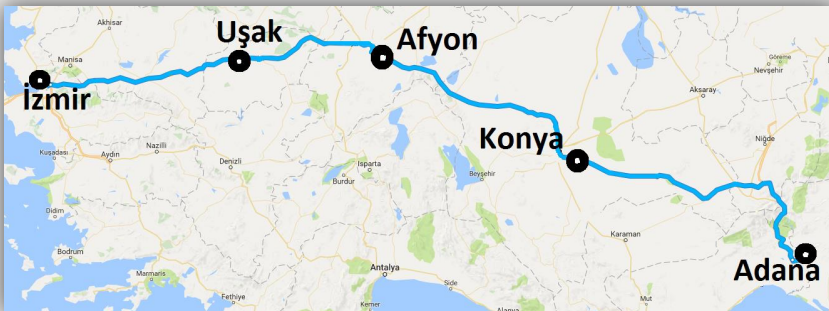 Akhisar
Uşak
Afyon
Manisa
İzmir
Göreme
Nevşehir
Aksaray
Konya
Kuşadası
Aydın
Nazilli
Denizli
Isparta
Burdur
Beyşehir
Niğde
Didim
Karaman
Bodrum
Marmaris
Antalya
Adana
Fethiye
Side
Mut
Kemer
Alanya